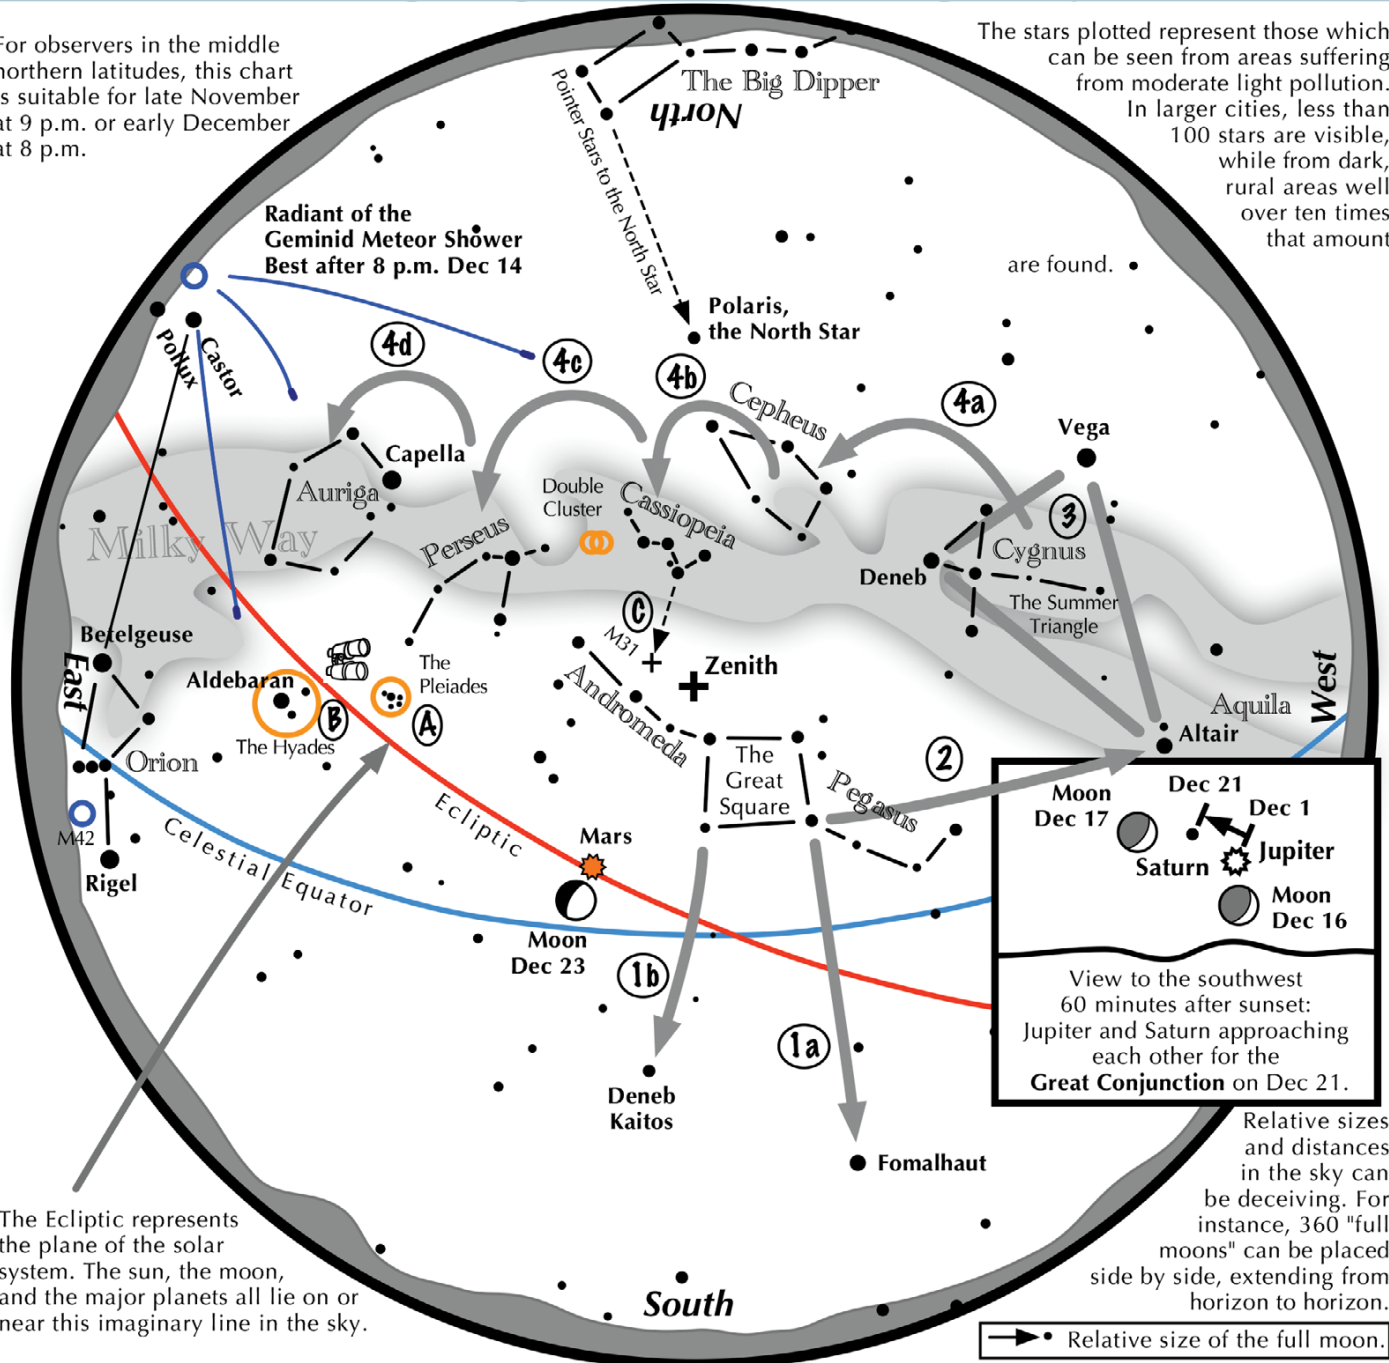 For observers in the middle
northern latitudes, this chart
is suitable for late November
at 9 p.m. or early December
at 8 p.m.
The stars plotted represent those which
can be seen from areas suffering
from moderate light pollution.
In larger cities, less than
100 stars are visible,
while from dark,
rural areas well
over ten times
that amount
are found.
The Big Dipper
North
Pointer Stars to the North Star
Radiant of the
Geminid Meteor Shower
Best after 8 p.m. Dec 14
Polaris,
the North Star
Pollux
Castor
4d
4c
4b
4a
Cepheus
Vega
Capella
Auriga
Double
Cluster
Cassiopeia
3
Milky Way
Perseus
Cygnus
Deneb
The Summer
Triangle
C
M31
Betelgeuse
East
Aldebaran
The
Pleiades
Zenith
B
A
The Hyades
Andromeda
Aquila
West
Altair
Orion
The
Great
Square
2
Pegasus
M42
Celestial Equator
Ecliptic
Mars
Rigel
Moon
Dec 23
1b
1a
Deneb
Kaitos
Fomalhaut
South
Moon
Dec 17
Dec 21
Dec 1
Saturn
Jupiter
Moon
Dec 16
View to the southwest
60 minutes after sunset:
Jupiter and Saturn approaching
each other for the
Great Conjunction on Dec 21.
The Ecliptic represents
the plane of the solar
system. The sun, the moon,
and the major planets all lie on or
near this imaginary line in the sky.
Relative sizes
and distances
in the sky can
be deceiving. For
instance, 360 "full
moons" can be placed
side by side, extending from
horizon to horizon.
Relative size of the full moon.